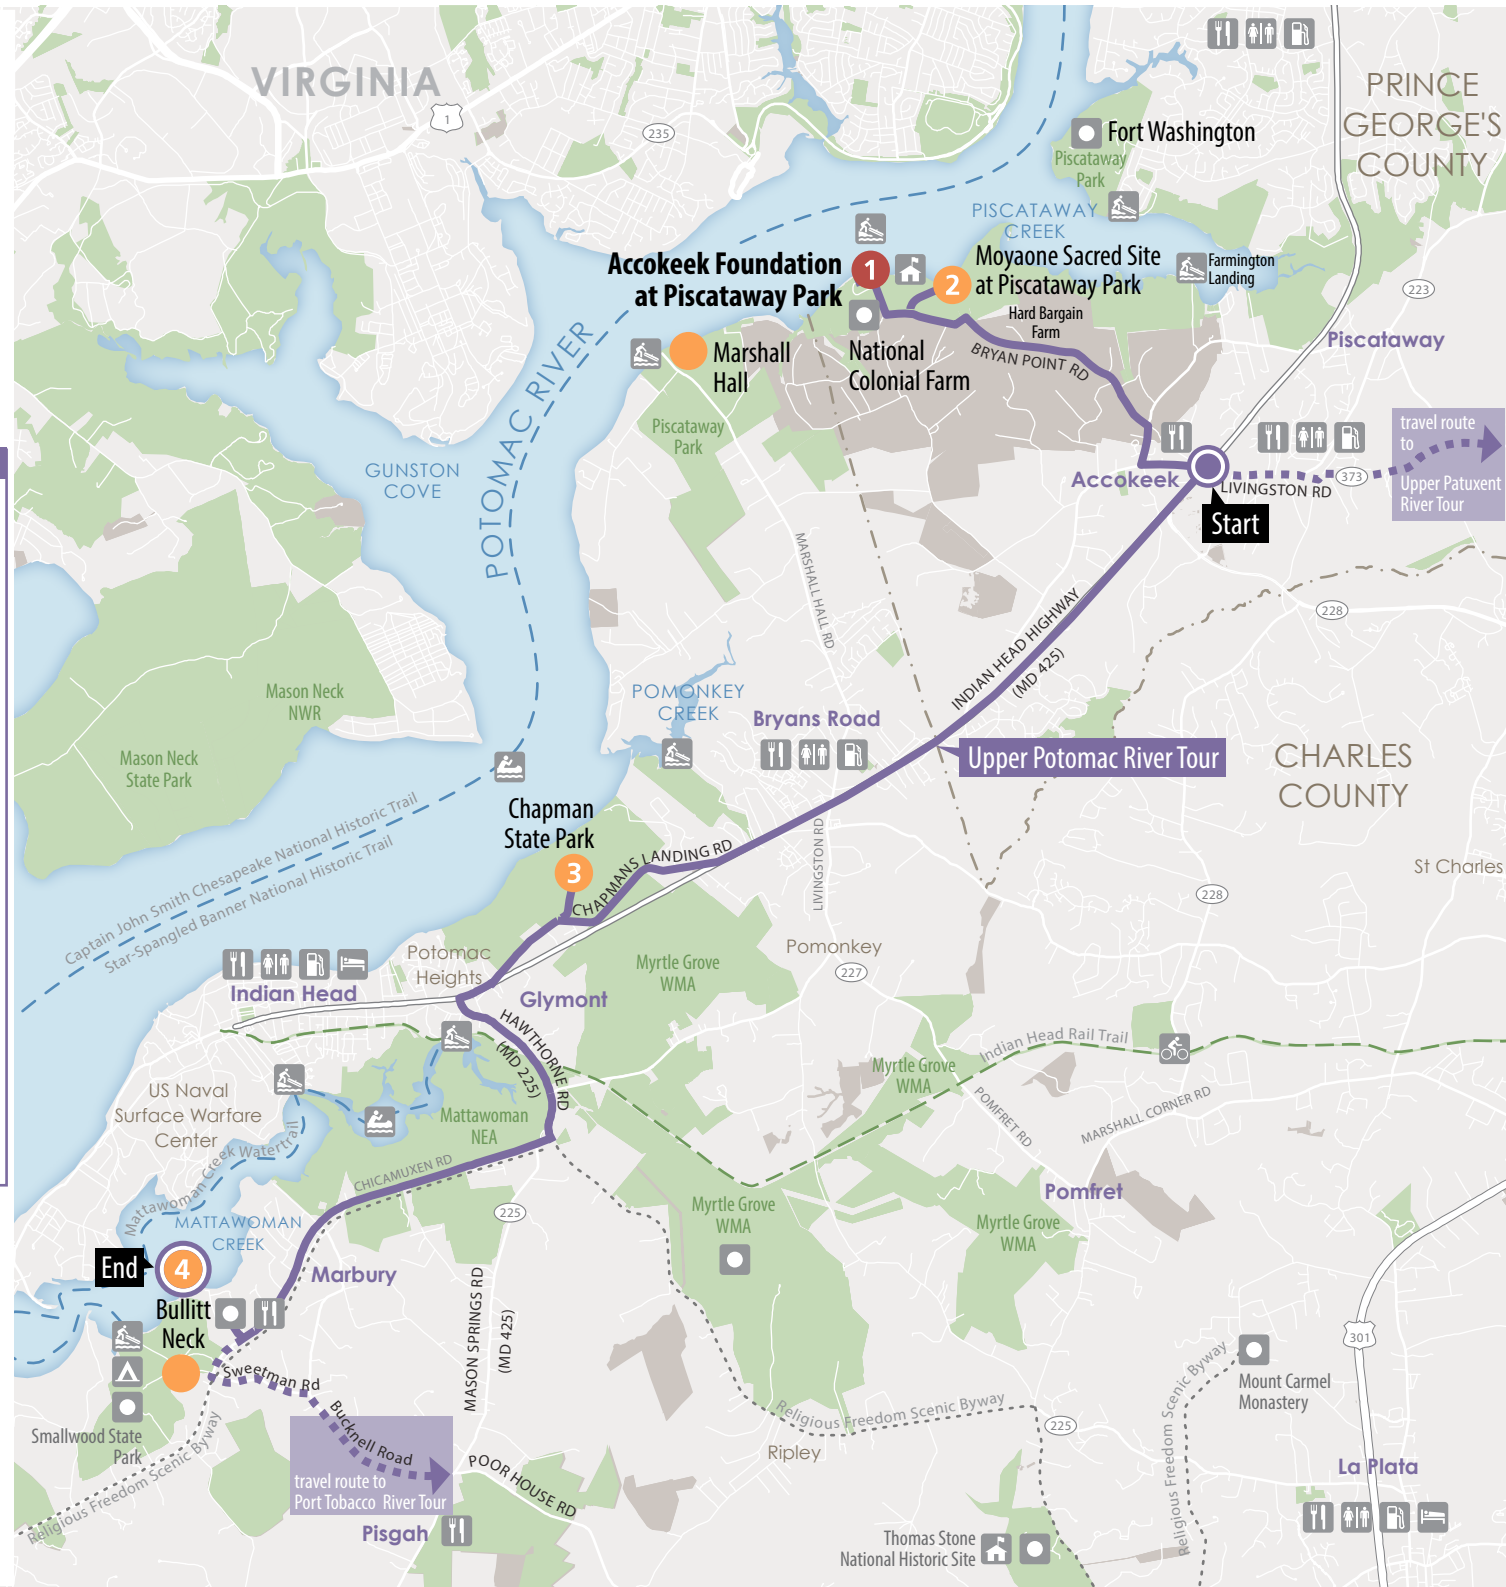 VIRGINIA
1
235
PRINCE
GEORGE'S
COUNTY
Fort Washington
Piscataway
Park
PISCATAWAY
CREEK
Accokeek Foundation
at Piscataway Park
1
2
Moyaone Sacred Site
at Piscataway Park
Farmington
Landing
223
Hard Bargain
Farm
Piscataway
Marshall
Hall
National
Colonial Farm
BRYAN POINT RD
Piscataway
Park
POTOMAC RIVER
GUNSTON
COVE
travel route
to
Upper Patuxent
River Tour
Accokeek
373
LIVINGSTON RD
Start
MARSHALL HALL RD
228
INDIAN HEAD HIGHWAY
(MD 425)
Mason Neck
NWR
Mason Neck
State Park
POMONKEY
CREEK
Bryans Road
Upper Potomac River Tour
CHARLES
COUNTY
Captain John Smith Chesapeake National Historic Trail
Star-Spangled Banner National Historic Trail
Chapman
State Park
3
CHAPMANS LANDING RD
LIVINGSTON RD
St Charles
228
Potomac
Heights
Indian Head
Glymont
Myrtle Grove
WMA
Pomonkey
227
HAWTHORNE RD
(MD 225)
Indian Head Rail Trail
Myrtle Grove
WMA
US Naval
Surface Warfare
Center
Mattawoman
NEA
POMFRET RD
MARSHALL CORNER RD
Mattawoman Creek Watertrail
CHICAMUXEN RD
Pomfret
MATTAWOMAN
CREEK
225
Myrtle Grove
WMA
Myrtle Grove
WMA
End
4
Marbury
Bullitt
Neck
MASON SPRINGS RD
(MD 425)
301
Sweetman Rd
Mount Carmel
Monastery
Bucknell Road
Smallwood State
Park
Religious Freedom Scenic Byway
Religious Freedom Scenic Byway
225
Religious Freedom Scenic Byway
Religious Freedom Scenic Byway
Ripley
La Plata
travel route to
Port Tobacco River Tour
POOR HOUSE RD
Pisgah
Thomas Stone
National Historic Site